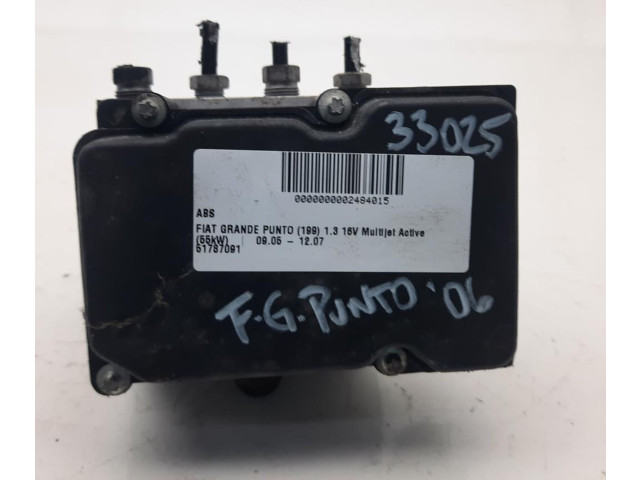 33025
0000000002484015
ABS
FIAT GRANDE PUNTO (199) 1.3 16V Multijet Active
(55kW) | 09.05 - 12.07
51787091
F.G.PUNTO '06